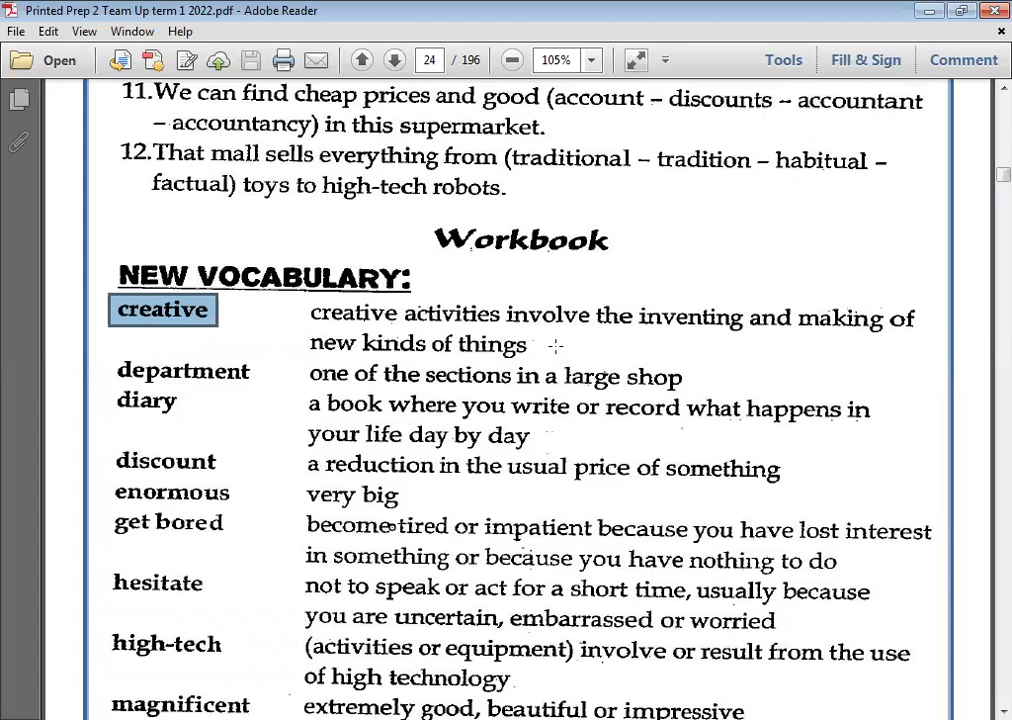 Printed Prep 2 Team Up term 1 2022.pdf - Adobe Reader
File Edit View Window Help
Open 24 / 196 105% Tools Fill & Sign Comment
11.We can find cheap prices and good (account – discounts – accountant
– accountancy) in this supermarket.
12.That mall sells everything from (traditional – tradition – habitual –
factual) toys to high-tech robots.
Workbook
NEW VOCABULARY:
creative creative activities involve the inventing and making of
new kinds of things
department one of the sections in a large shop
diary a book where you write or record what happens in
your life day by day
discount a reduction in the usual price of something
enormous very big
get bored become tired or impatient because you have lost interest
in something or because you have nothing to do
hesitate not to speak or act for a short time, usually because
you are uncertain, embarrassed or worried
high-tech (activities or equipment) involve or result from the use
of high technology
magnificent extremely good, beautiful or impressive